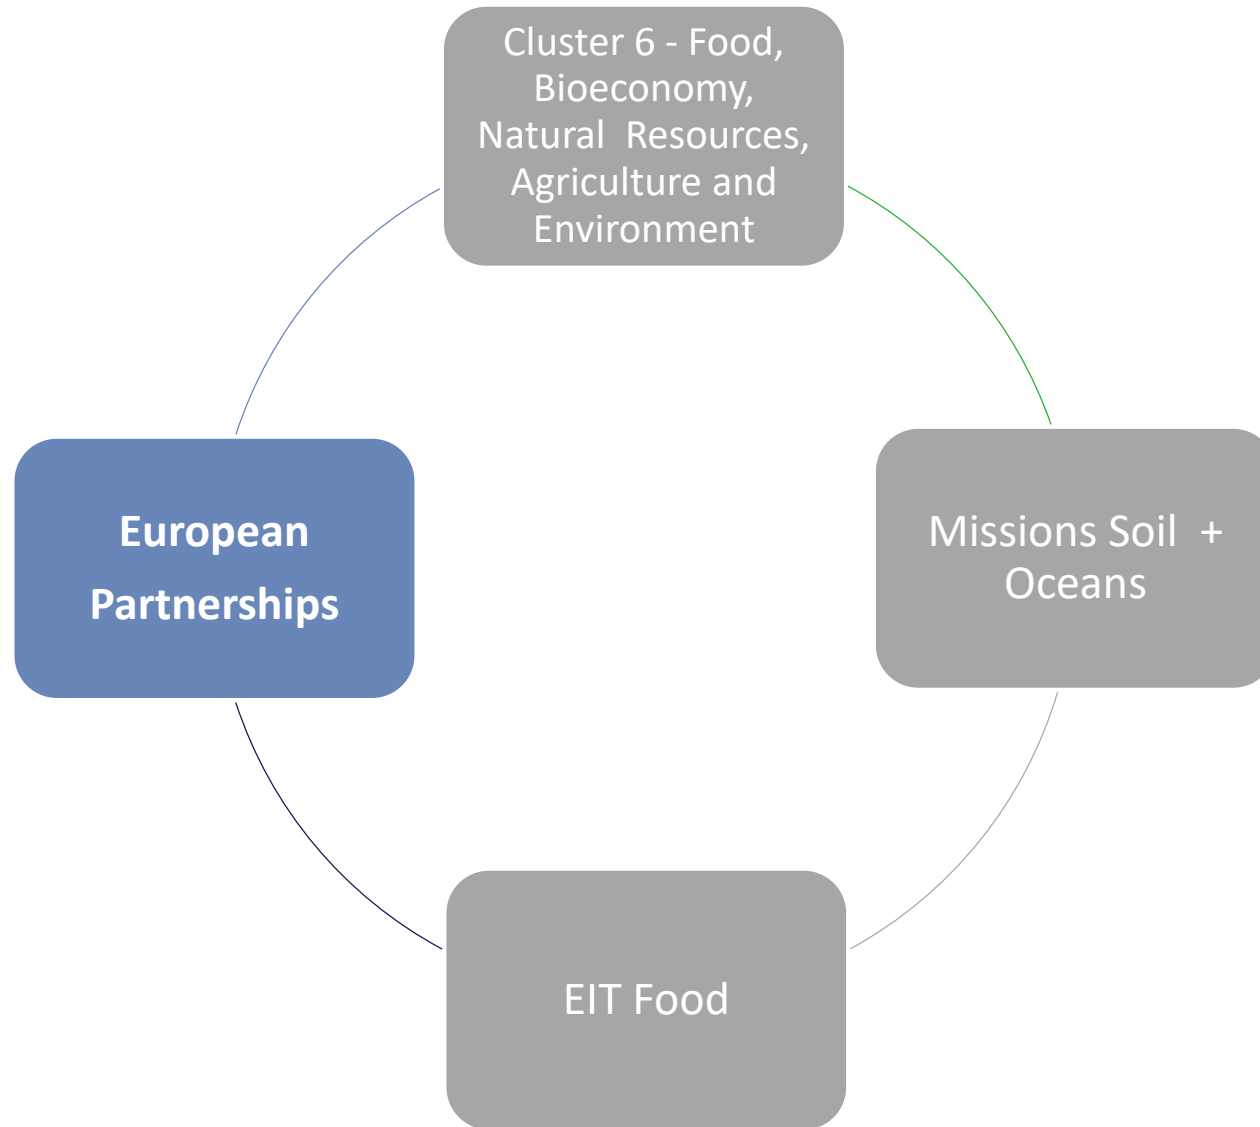 Cluster 6 - Food,
Bioeconomy,
Natural  Resources,
Agriculture and
Environment
European
Partnerships
Missions Soil  +
Oceans
EIT Food